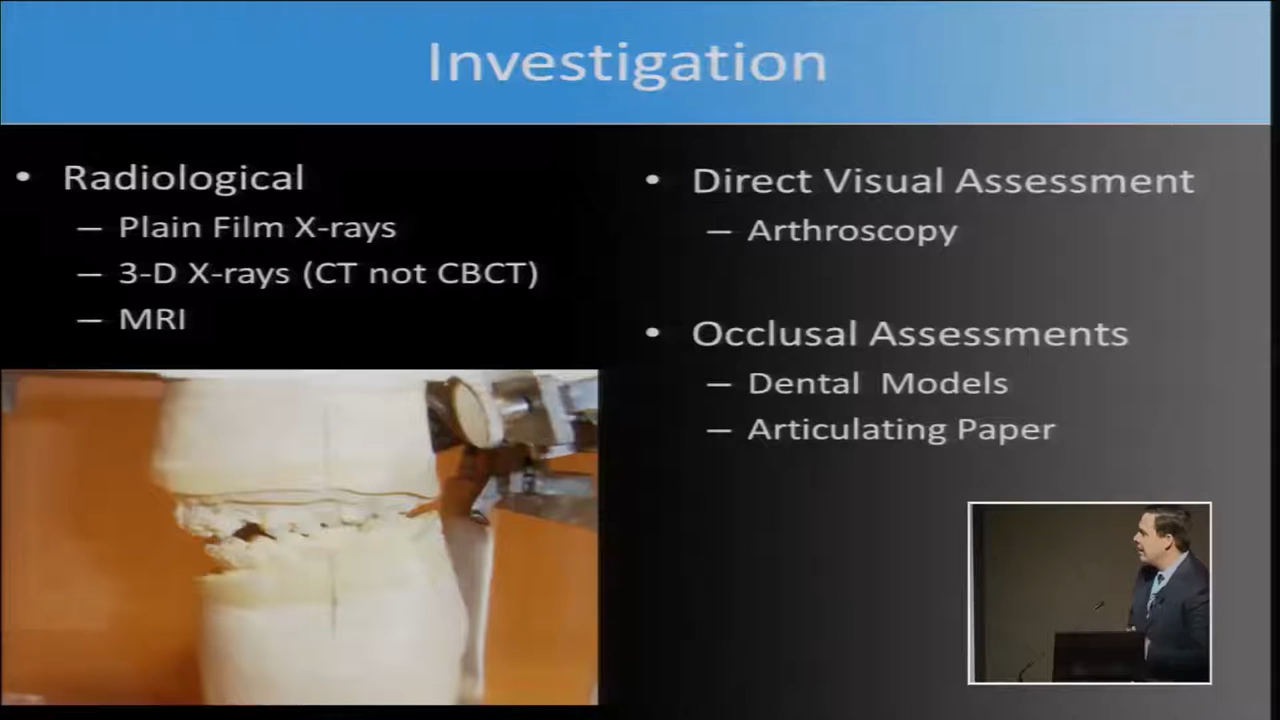 Investigation
• Radiological
– Plain Film X-rays
– 3-D X-rays (CT not CBCT)
– MRI
• Direct Visual Assessment
– Arthroscopy
• Occlusal Assessments
– Dental Models
– Articulating Paper